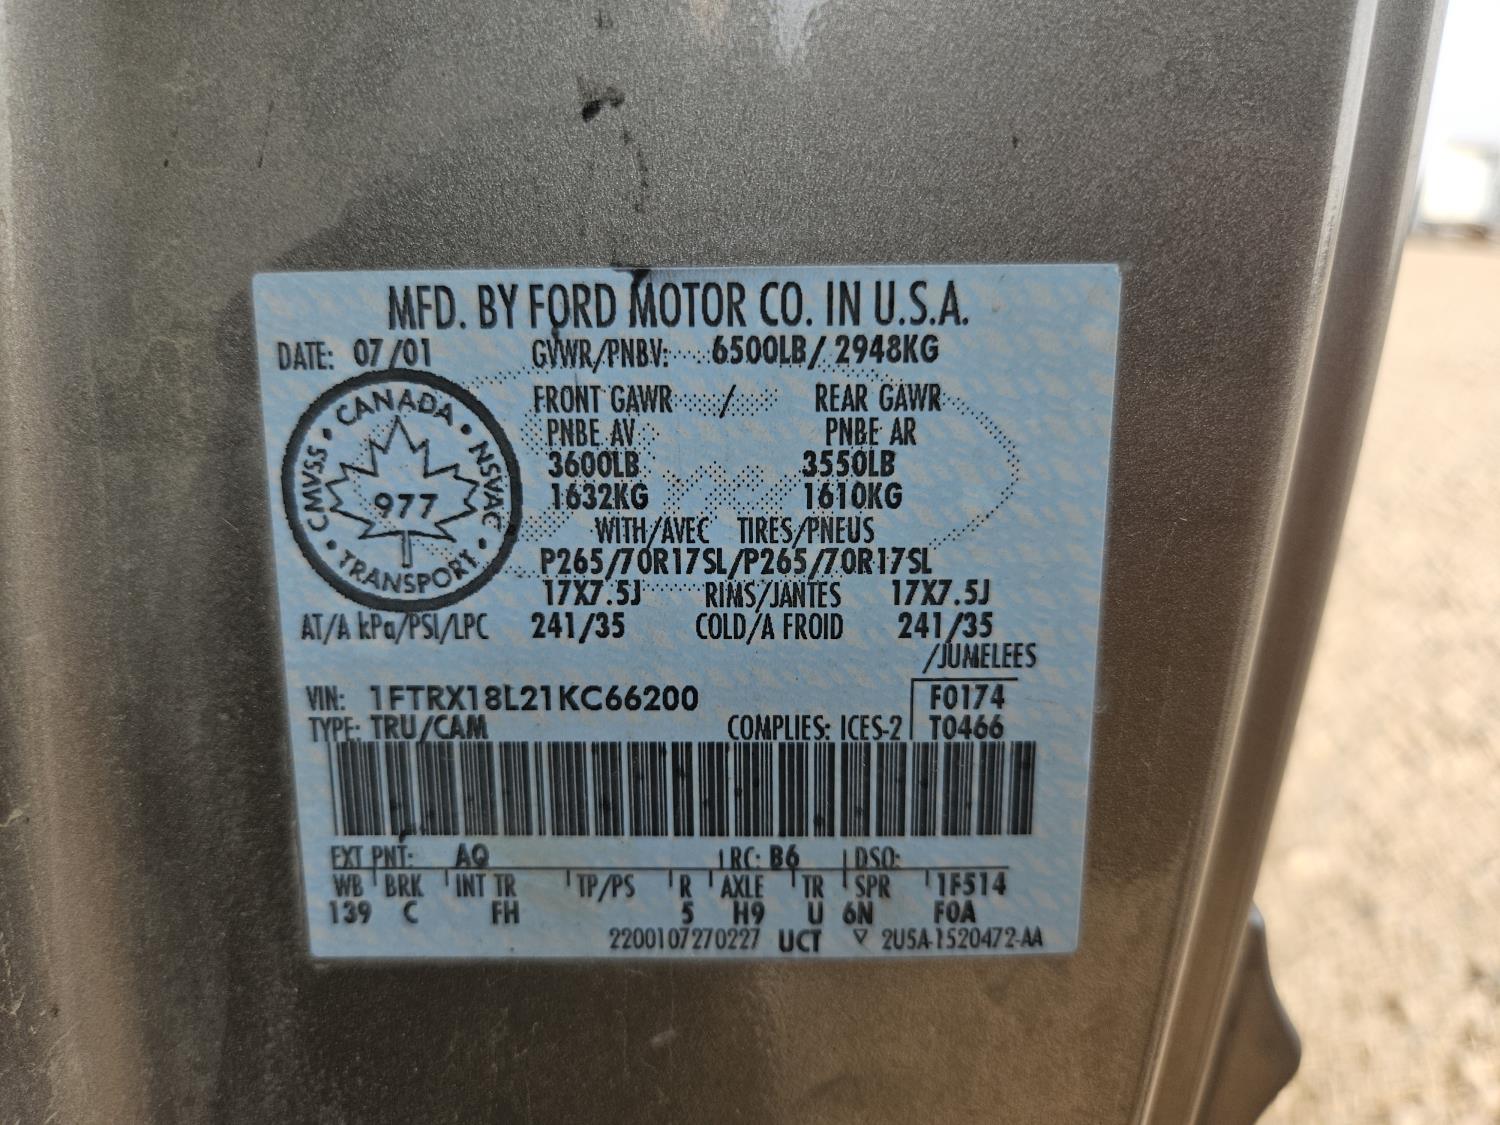 MFD. BY FORD MOTOR CO. IN U.S.A.
DATE: 07/01 GVWR/PNBV: 6500LB/ 2948KG
CANADA
CMVSS • NSVAC
977
TRANSPORT
FRONT GAWR / REAR GAWR
PNBE AV PNBE AR
3600LB 3550LB
1632KG 1610KG
WITH/AVEC TIRES/PNEUS
P265/70R17SL/P265/70R17SL
17X7.5J RIMS/JANTES 17X7.5J
AT/A kPa/PSI/LPC 241/35 COLD/A FROID 241/35
/JUMELEES
VIN: 1FTRX18L21KC66200 F0174
TYPE: TRU/CAM COMPLIES: ICES-2 T0466
EXT PNT: AQ RC: B6 DSO:
WB BRK INT TR TP/PS R AXLE TR SPR 1F514
139 C FH 5 H9 U 6N F0A
2200107270227 UCT ▽ 2U5A-1520472-AA